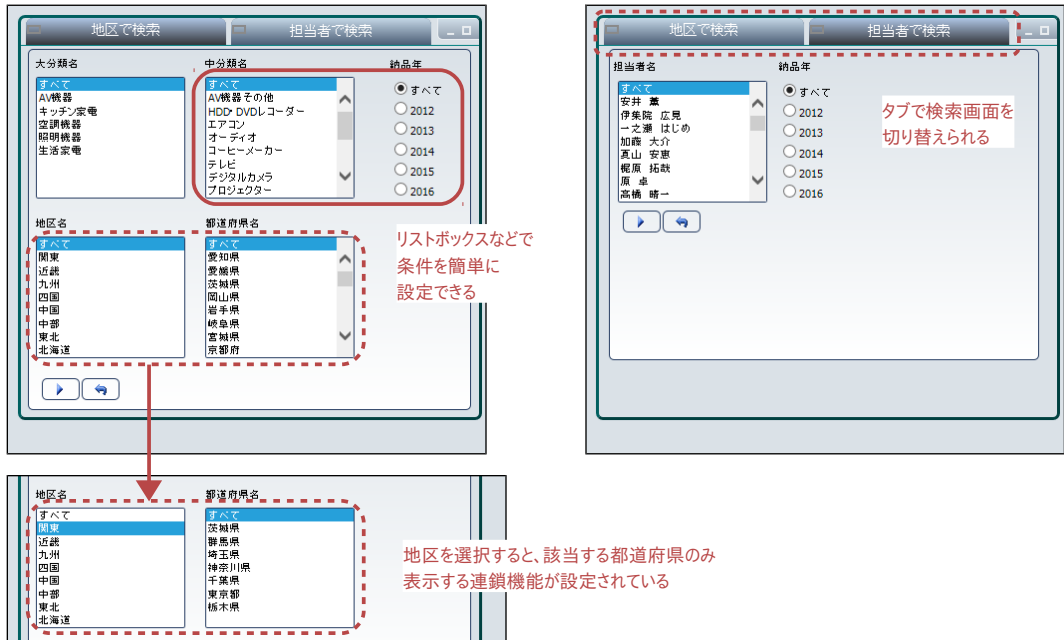 地区で検索
担当者で検索
大分類名
中分類名
納品年
すべて
AV機器
キッチン家電
空調機器
照明機器
生活家電
すべて
AV機器その他
HDD・DVDレコーダー
エアコン
オーディオ
コーヒーメーカー
テレビ
デジタルカメラ
プロジェクター
すべて
2012
2013
2014
2015
2016
地区名
都道府県名
すべて
関東
近畿
九州
四国
中国
中部
東北
北海道
すべて
愛知県
愛媛県
茨城県
岡山県
岩手県
岐阜県
宮城県
京都府
リストボックスなどで
条件を簡単に
設定できる
地区で検索
担当者で検索
担当者名
納品年
すべて
安井 薫
伊集院 広見
一之瀬 はじめ
加藤 大介
真山 安恵
梶原 拓哉
原 卓
高橋 晴一
すべて
2012
2013
2014
2015
2016
タブで検索画面を
切り替えられる
地区名
都道府県名
すべて
関東
近畿
九州
四国
中国
中部
東北
北海道
すべて
茨城県
群馬県
埼玉県
神奈川県
千葉県
東京都
栃木県
地区を選択すると、該当する都道府県のみ
表示する連鎖機能が設定されている